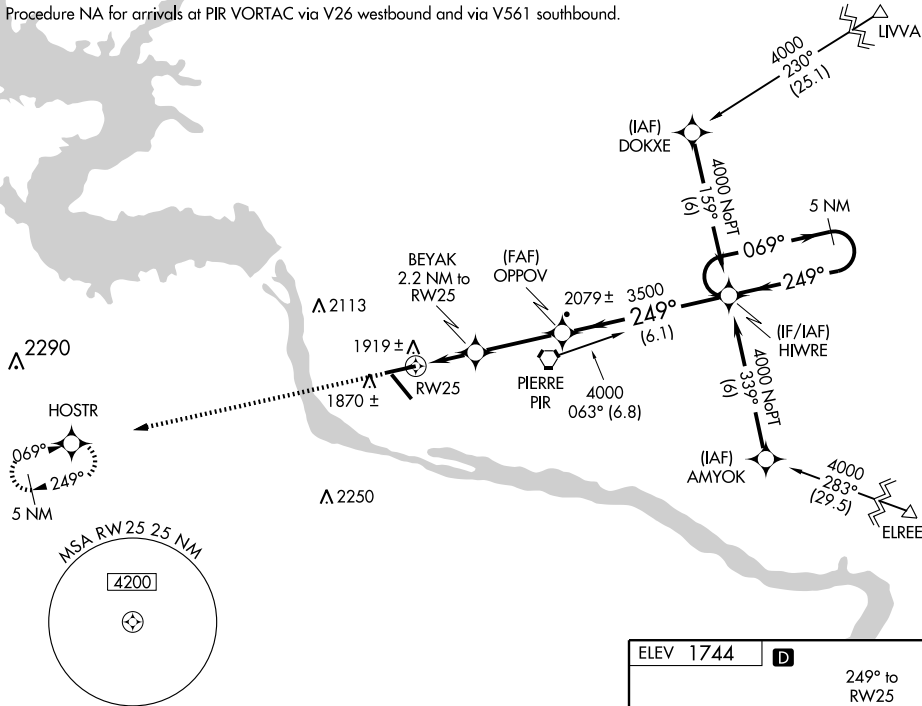 Procedure NA for arrivals at PIR VORTAC via V26 westbound and via V561 southbound.
LIVVA
4000
230°
(25.1)
(IAF)
DOKXE
4000 NoPT
159°
(6)
5 NM
069°
249°
BEYAK
2.2 NM to
RW25
(FAF)
OPPOV
2079 ±
3500
249°
(6.1)
(IF/IAF)
HIWRE
2113
1919 ±
2290
RW25
1870 ±
PIERRE
PIR
4000
063° (6.8)
4000 NoPT
339°
(6)
HOSTR
069°
249°
5 NM
(IAF)
AMYOK
4000
283°
(29.5)
ELREE
2250
MSA RW25 25 NM
4200
ELEV 1744 D
249° to
RW25